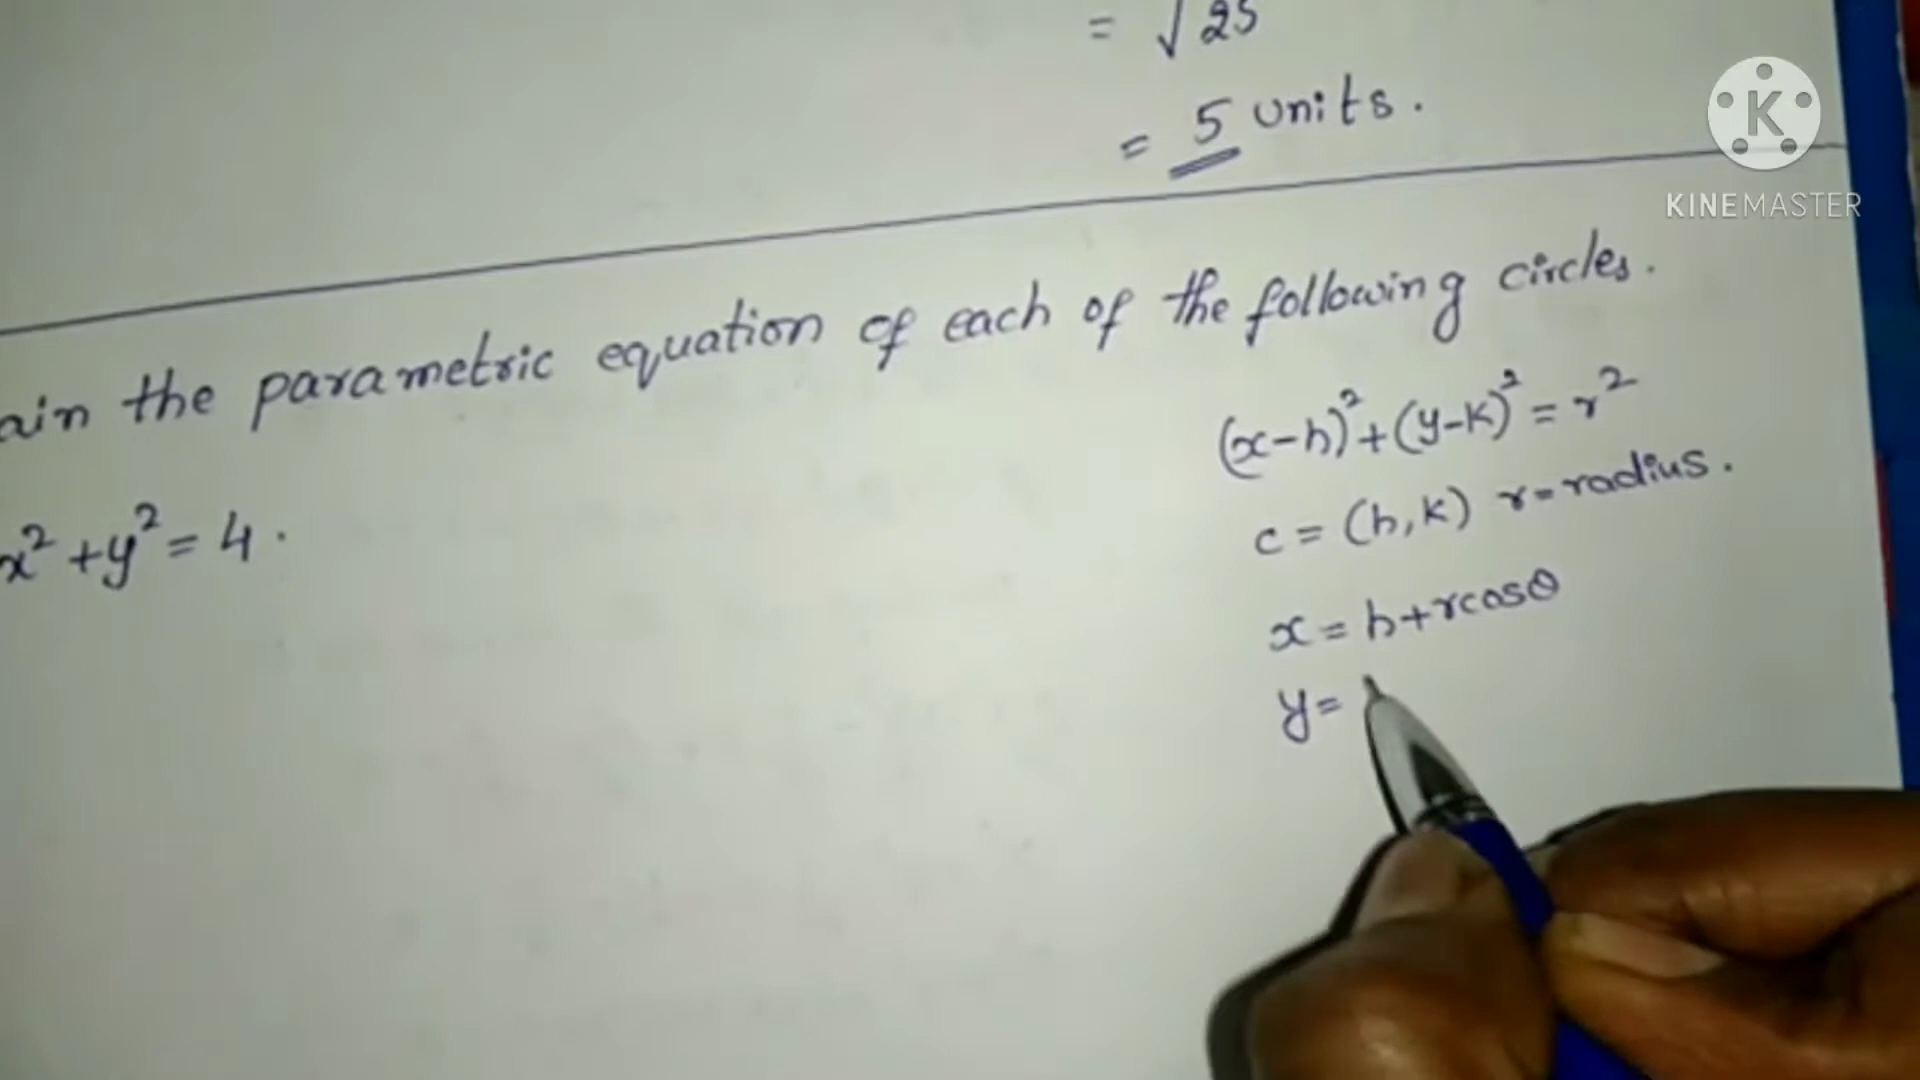 = √25
= 5 units.
K
KINEMASTER
ain the parametric equation of each of the following circles.
x² + y² = 4.
(x-h)² + (y-k)² = r²
c = (h, k) r = radius.
x = h + r cos θ
y =